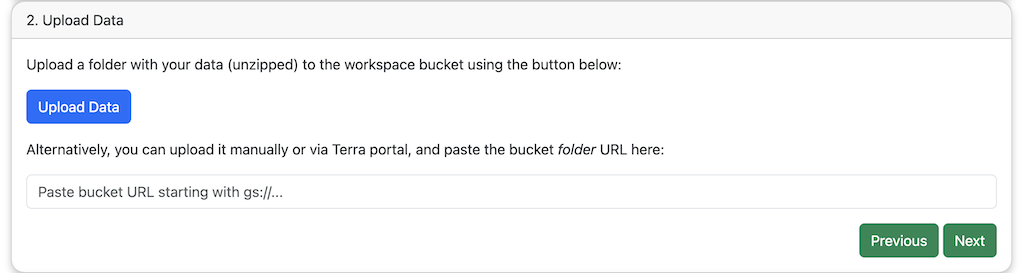 2. Upload Data
Upload a folder with your data (unzipped) to the workspace bucket using the button below:
Upload Data
Alternatively, you can upload it manually or via Terra portal, and paste the bucket folder URL here:
Paste bucket URL starting with gs://...
Previous Next